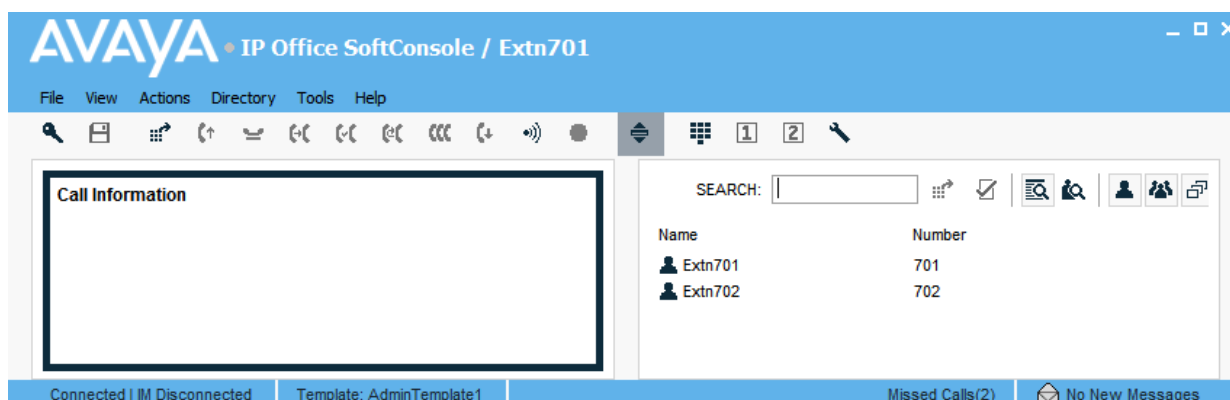 AVAYA • IP Office SoftConsole / Extn701
File View Actions Directory Tools Help
1 2
Call Information
SEARCH:
Name Number
Extn701 701
Extn702 702
Connected | IM Disconnected Template: AdminTemplate1 Missed Calls(2) No New Messages